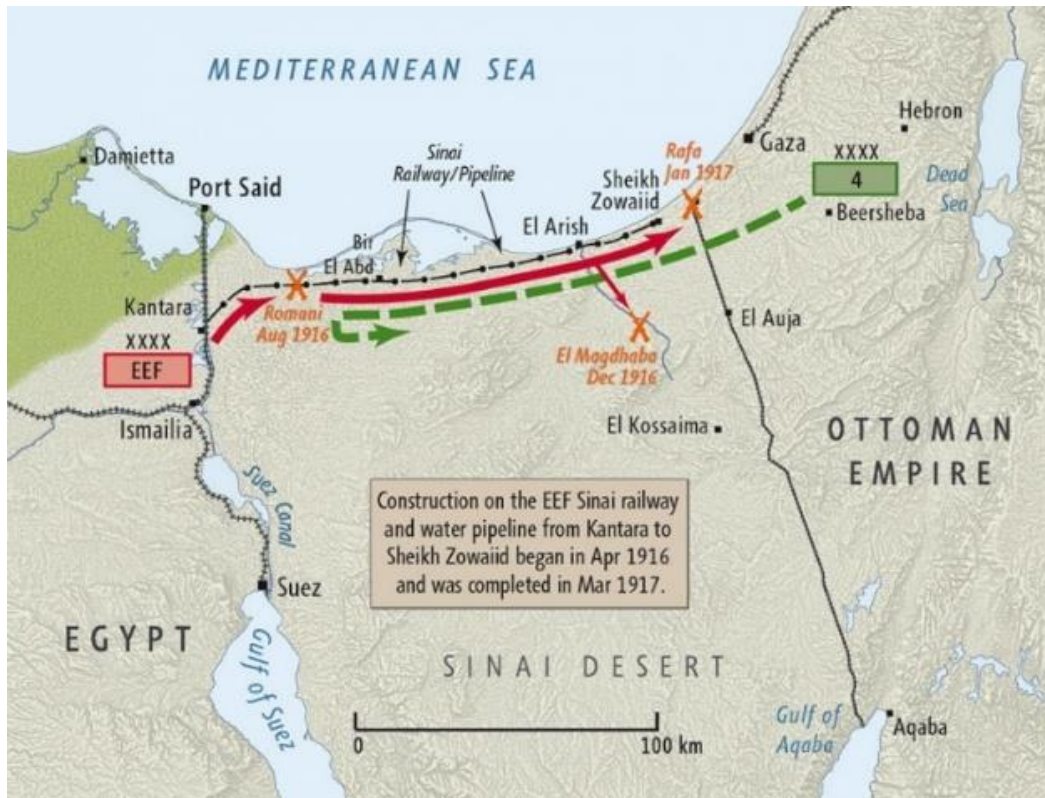 MEDITERRANEAN SEA
Damietta
Port Said
Sinai
Railway/Pipeline
Bir
El Abd
El Arish
Sheikh
Zowaiid
Rafa
Jan 1917
Gaza
Hebron
XXXX
4
Dead
Sea
Beersheba
Kantara
XXXX
EEF
Romani
Aug 1916
El Magdhaba
Dec 1916
El Auja
El Kossaima
Ismailia
OTTOMAN
EMPIRE
Suez Canal
Construction on the EEF Sinai railway
and water pipeline from Kantara to
Sheikh Zowaiid began in Apr 1916
and was completed in Mar 1917.
Suez
EGYPT
Gulf of Suez
SINAI DESERT
0
100 km
Gulf of
Aqaba
Aqaba